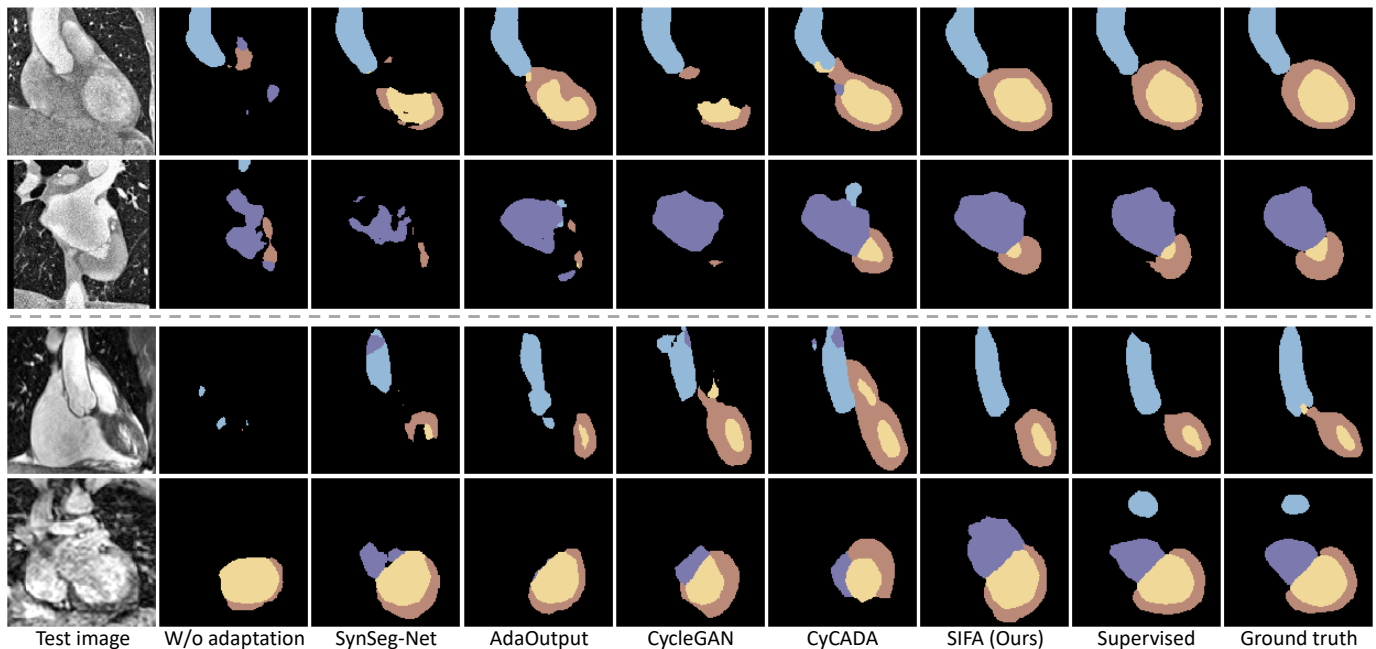 Test image W/o adaptation SynSeg-Net AdaOutput CycleGAN CyCADA SIFA (Ours) Supervised Ground truth